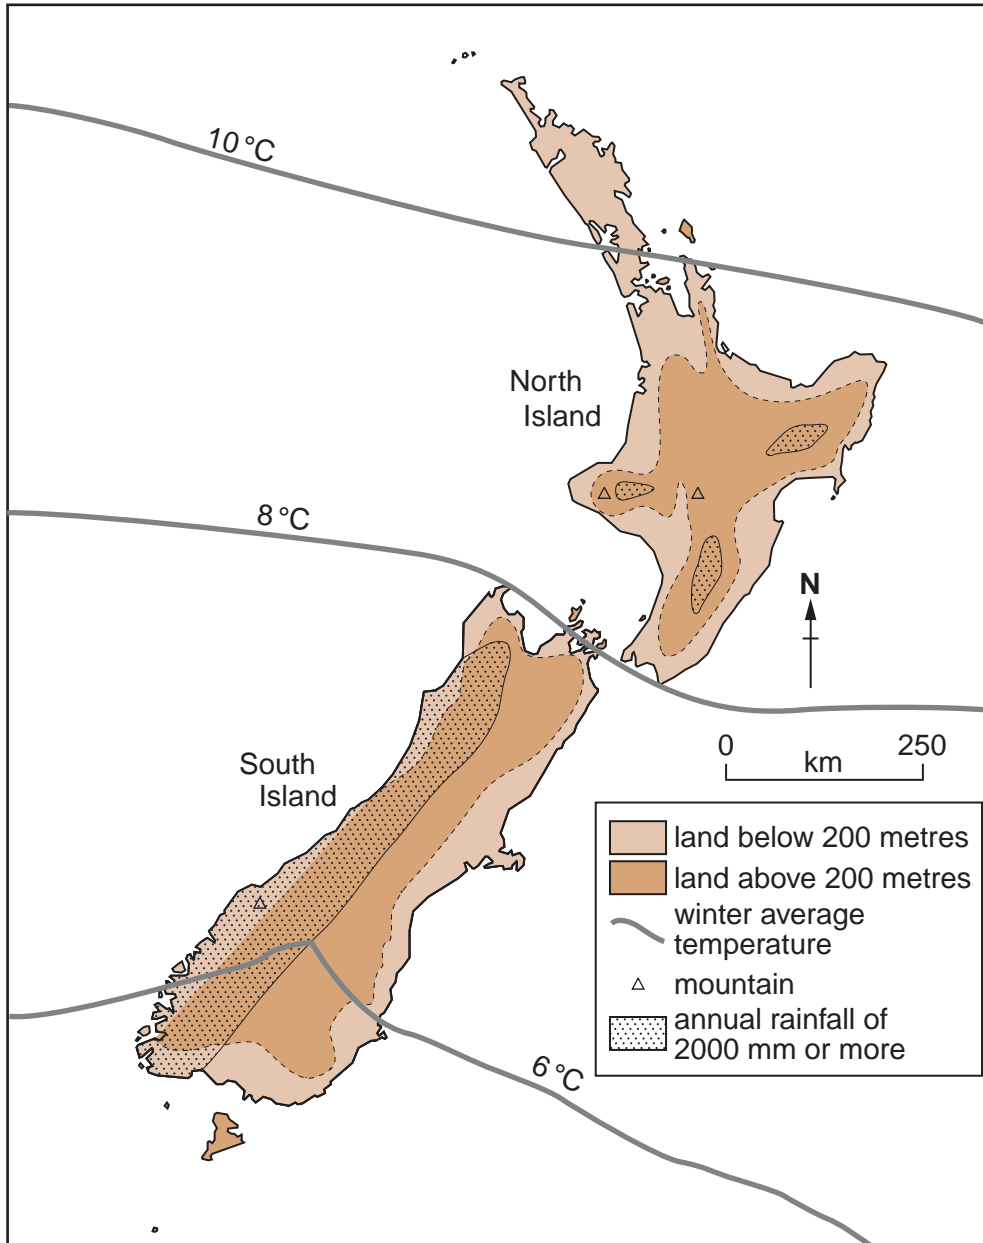 10 °C
North
Island
8 °C
N
0 250
km
South
Island
land below 200 metres
land above 200 metres
winter average
temperature
mountain
annual rainfall of
2000 mm or more
6 °C